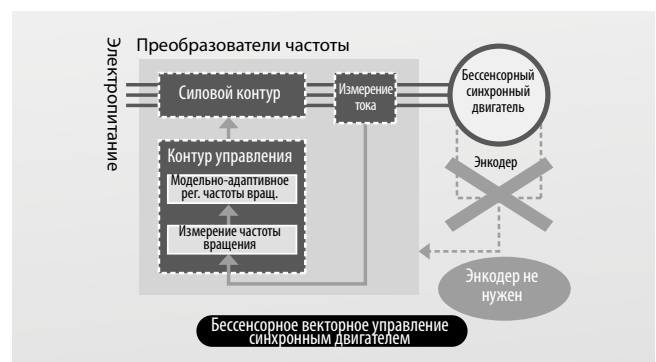 Преобразователи частоты
Электропитание
Силовой контур
Измерение
тока
Бессенсорный
синхронный
двигатель
Контур управления
Модельно-адаптивное
рег. частоты вращ.
Измерение частоты
вращения
Энкодер
Энкодер не
нужен
Бессенсорное векторное управление
синхронным двигателем